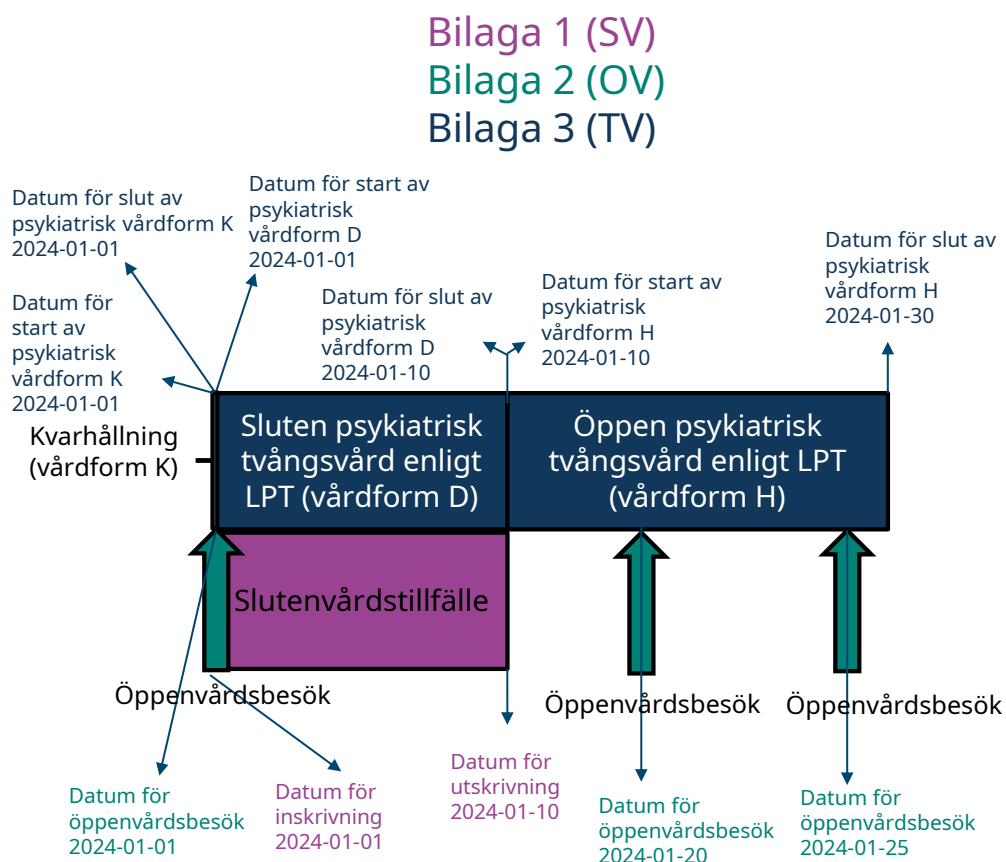 Bilaga 1 (SV)
Bilaga 2 (OV)
Bilaga 3 (TV)
Datum för slut av
psykiatrisk vårdform K
2024-01-01
Datum för start av
psykiatrisk
vårdform D
2024-01-01
Datum för
start av
psykiatrisk
vårdform K
2024-01-01
Datum för slut av
psykiatrisk
vårdform D
2024-01-10
Datum för start av
psykiatrisk
vårdform H
2024-01-10
Datum för slut av
psykiatrisk
vårdform H
2024-01-30
Kvarhållning
(vårdform K)
Sluten psykiatrisk
tvångsvård enligt
LPT (vårdform D)
Öppen psykiatrisk
tvångsvård enligt LPT
(vårdform H)
Slutenvårdstillfälle
Öppenvårdsbesök
Öppenvårdsbesök
Öppenvårdsbesök
Datum för
öppenvårdsbesök
2024-01-01
Datum för
inskrivning
2024-01-01
Datum för
utskrivning
2024-01-10
Datum för
öppenvårdsbesök
2024-01-20
Datum för
öppenvårdsbesök
2024-01-25